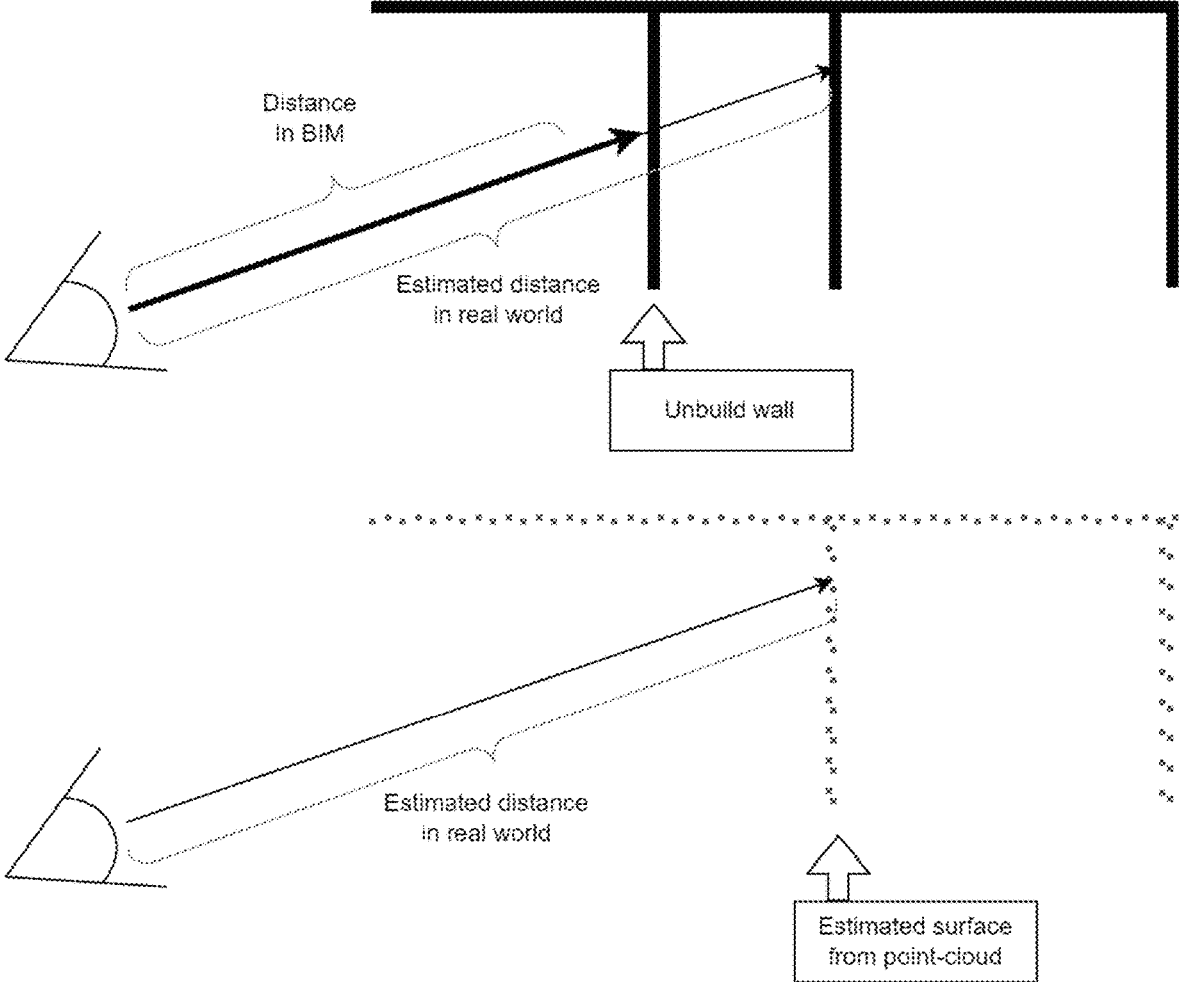 Distance
in BIM
Estimated distance
in real world
Unbuild wall
Estimated distance
in real world
Estimated surface
from point-cloud